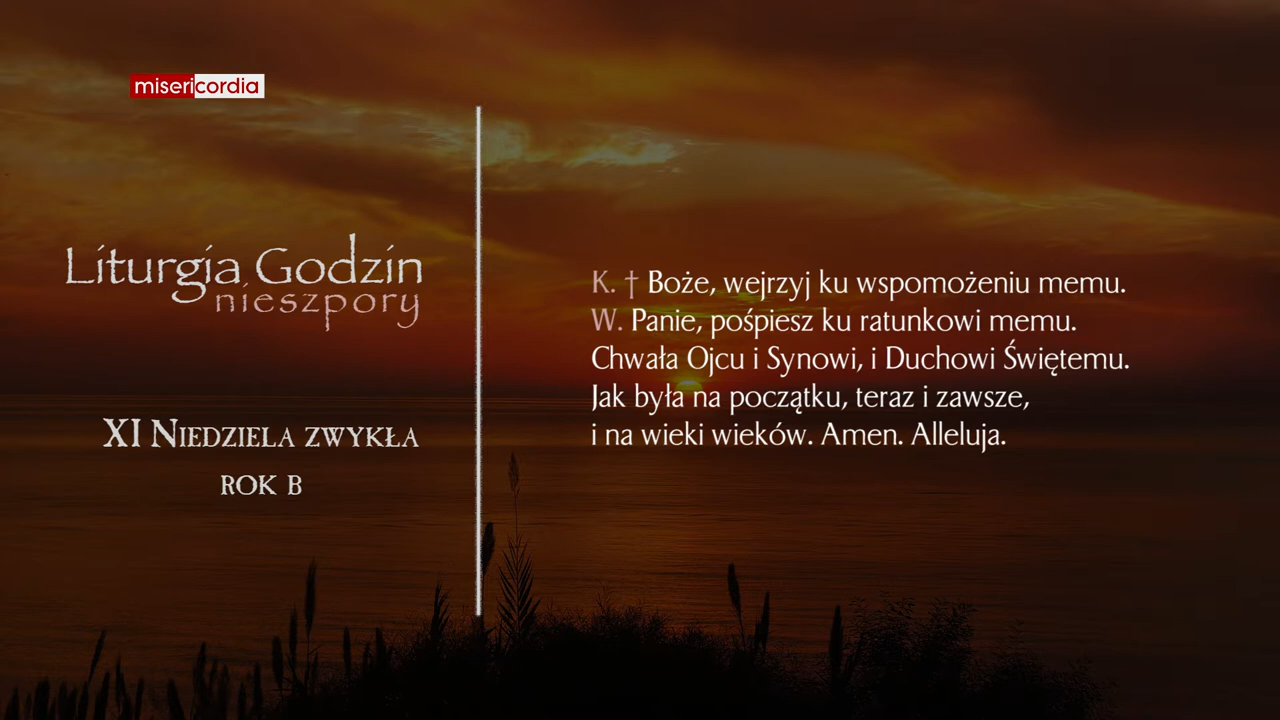 misericordia
Liturgia Godzin
nieszpory
XI Niedziela zwykła
rok B
K. † Boże, wejrzyj ku wspomożeniu memu.
W. Panie, pośpiesz ku ratunkowi memu.
Chwała Ojcu i Synowi, i Duchowi Świętemu.
Jak była na początku, teraz i zawsze,
i na wieki wieków. Amen. Alleluja.